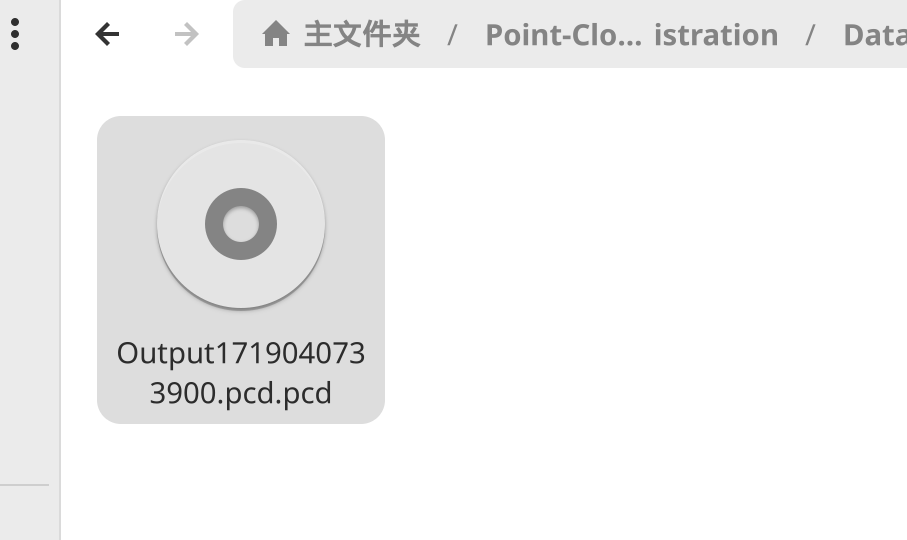 主文件夹 / Point-Clo... istration / Data
Output171904073
3900.pcd.pcd